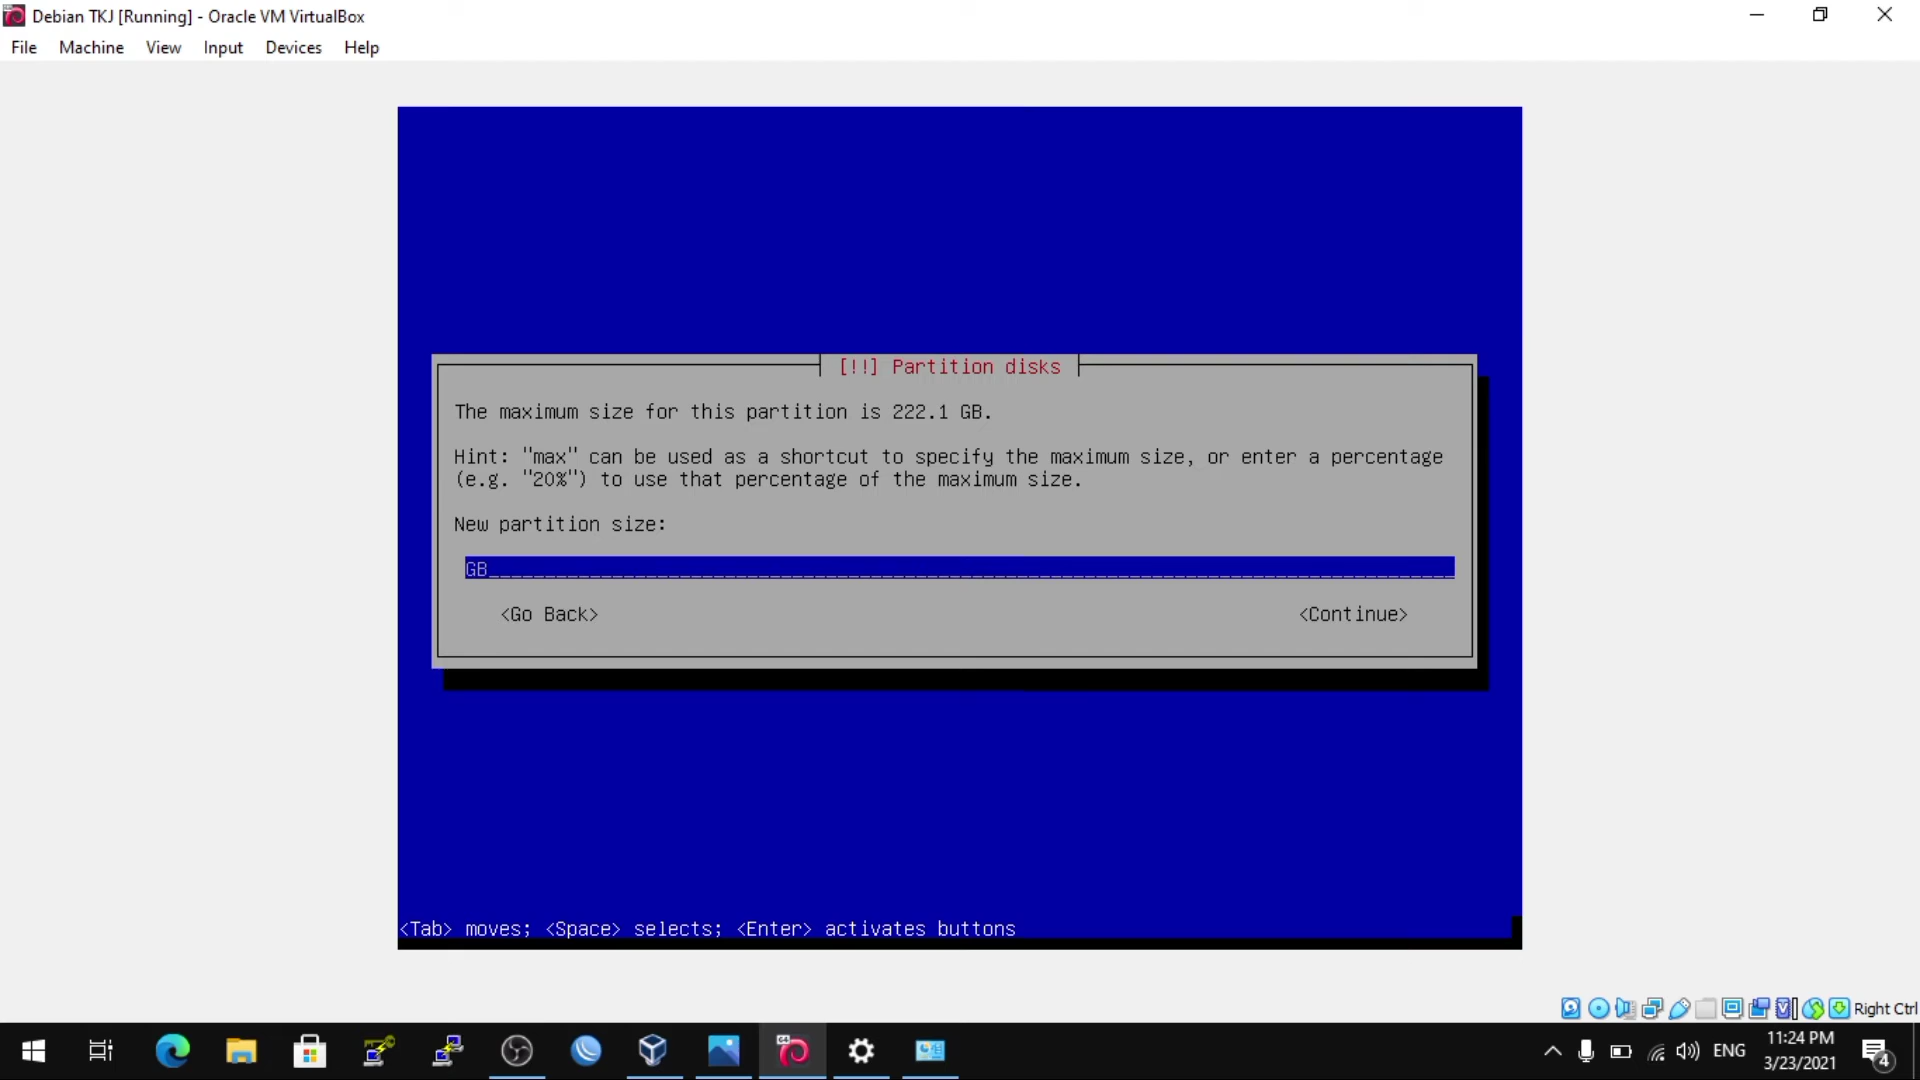 Debian TKJ [Running] - Oracle VM VirtualBox
File Machine View Input Devices Help
[!!] Partition disks
The maximum size for this partition is 222.1 GB.
Hint: "max" can be used as a shortcut to specify the maximum size, or enter a percentage
(e.g. "20%") to use that percentage of the maximum size.
New partition size:
GB
<Go Back> <Continue>
<Tab> moves; <Space> selects; <Enter> activates buttons
Right Ctrl
64
ENG
11:24 PM
3/23/2021
4